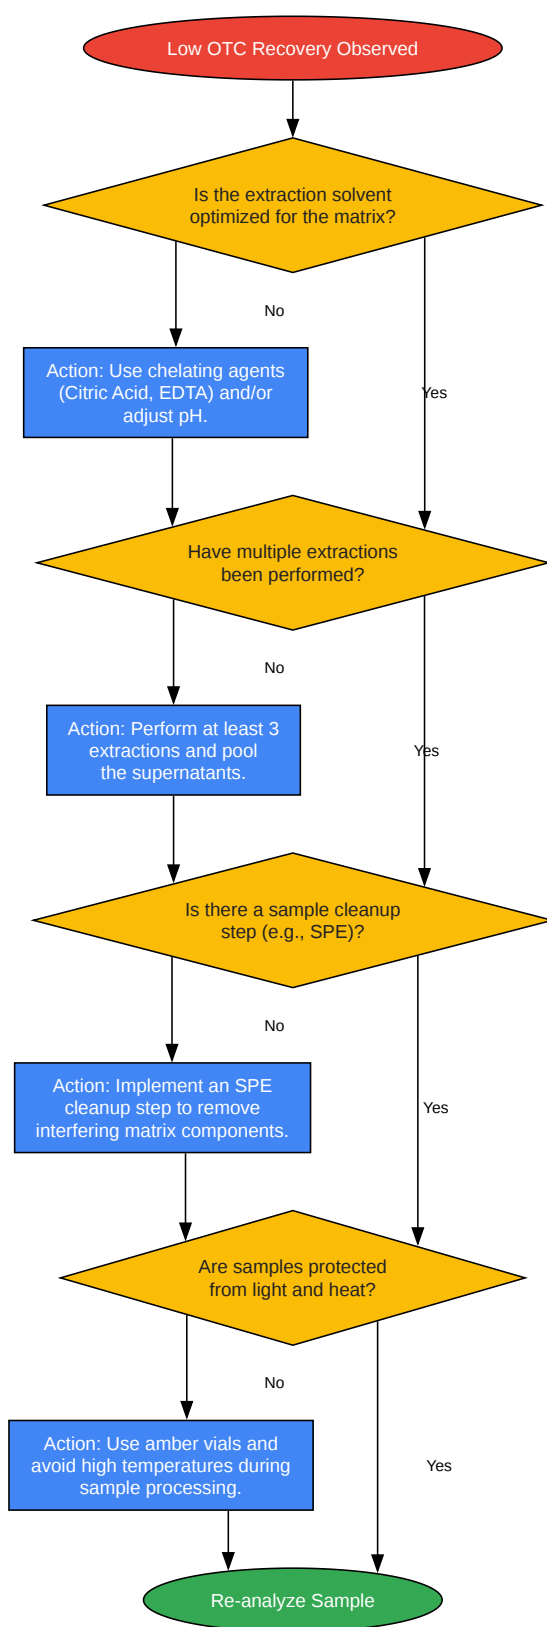 Low OTC Recovery Observed
Is the extraction solvent
optimized for the matrix?
No
Action: Use chelating agents
(Citric Acid, EDTA) and/or
adjust pH.
Yes
Have multiple extractions
been performed?
No
Action: Perform at least 3
extractions and pool
the supernatants.
Yes
Is there a sample cleanup
step (e.g., SPE)?
No
Action: Implement an SPE
cleanup step to remove
interfering matrix components.
Yes
Are samples protected
from light and heat?
No
Action: Use amber vials and
avoid high temperatures during
sample processing.
Yes
Re-analyze Sample